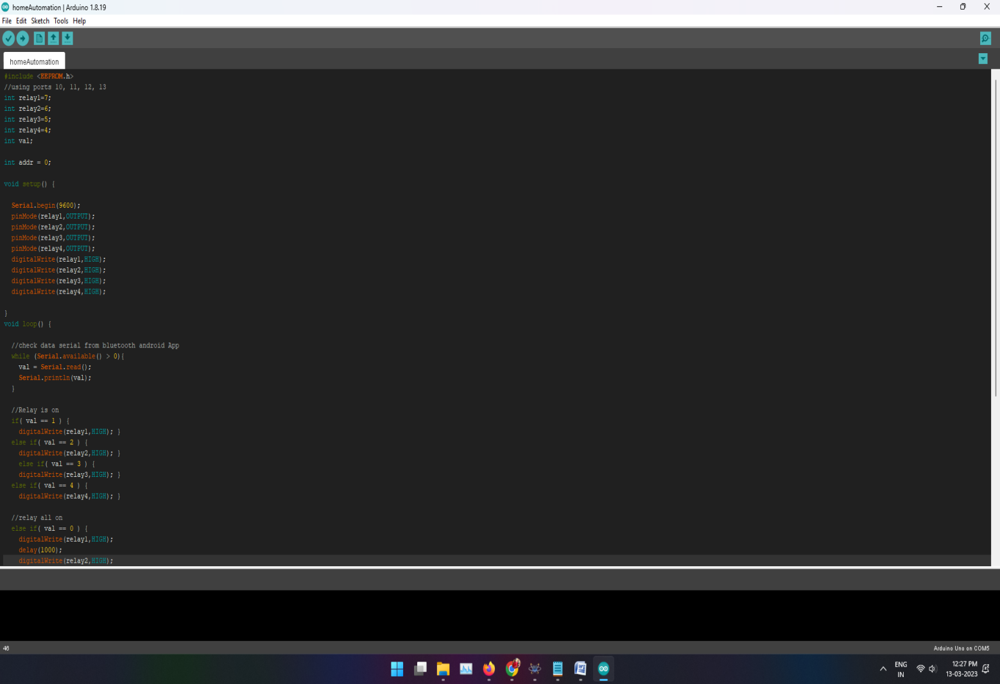 homeAutomation | Arduino 1.8.19
File Edit Sketch Tools Help
homeAutomation
#include <EEPROM.h>
//using ports 10, 11, 12, 13
int relay1=7;
int relay2=6;
int relay3=5;
int relay4=4;
int val;
int addr = 0;
void setup() {
Serial.begin(9600);
pinMode(relay1,OUTPUT);
pinMode(relay2,OUTPUT);
pinMode(relay3,OUTPUT);
pinMode(relay4,OUTPUT);
digitalWrite(relay1,HIGH);
digitalWrite(relay2,HIGH);
digitalWrite(relay3,HIGH);
digitalWrite(relay4,HIGH);
}
void loop() {
//check data serial from bluetooth android App
while (Serial.available() > 0){
val = Serial.read();
Serial.println(val);
}
//Relay is on
if( val == 1 ) {
digitalWrite(relay1,HIGH); }
else if( val == 2 ) {
digitalWrite(relay2,HIGH); }
else if( val == 3 ) {
digitalWrite(relay3,HIGH); }
else if( val == 4 ) {
digitalWrite(relay4,HIGH); }
//relay all on
else if( val == 0 ) {
digitalWrite(relay1,HIGH);
delay(1000);
digitalWrite(relay2,HIGH);
46
Arduino Uno on COM5
ENG
IN
12:27 PM
13-03-2023